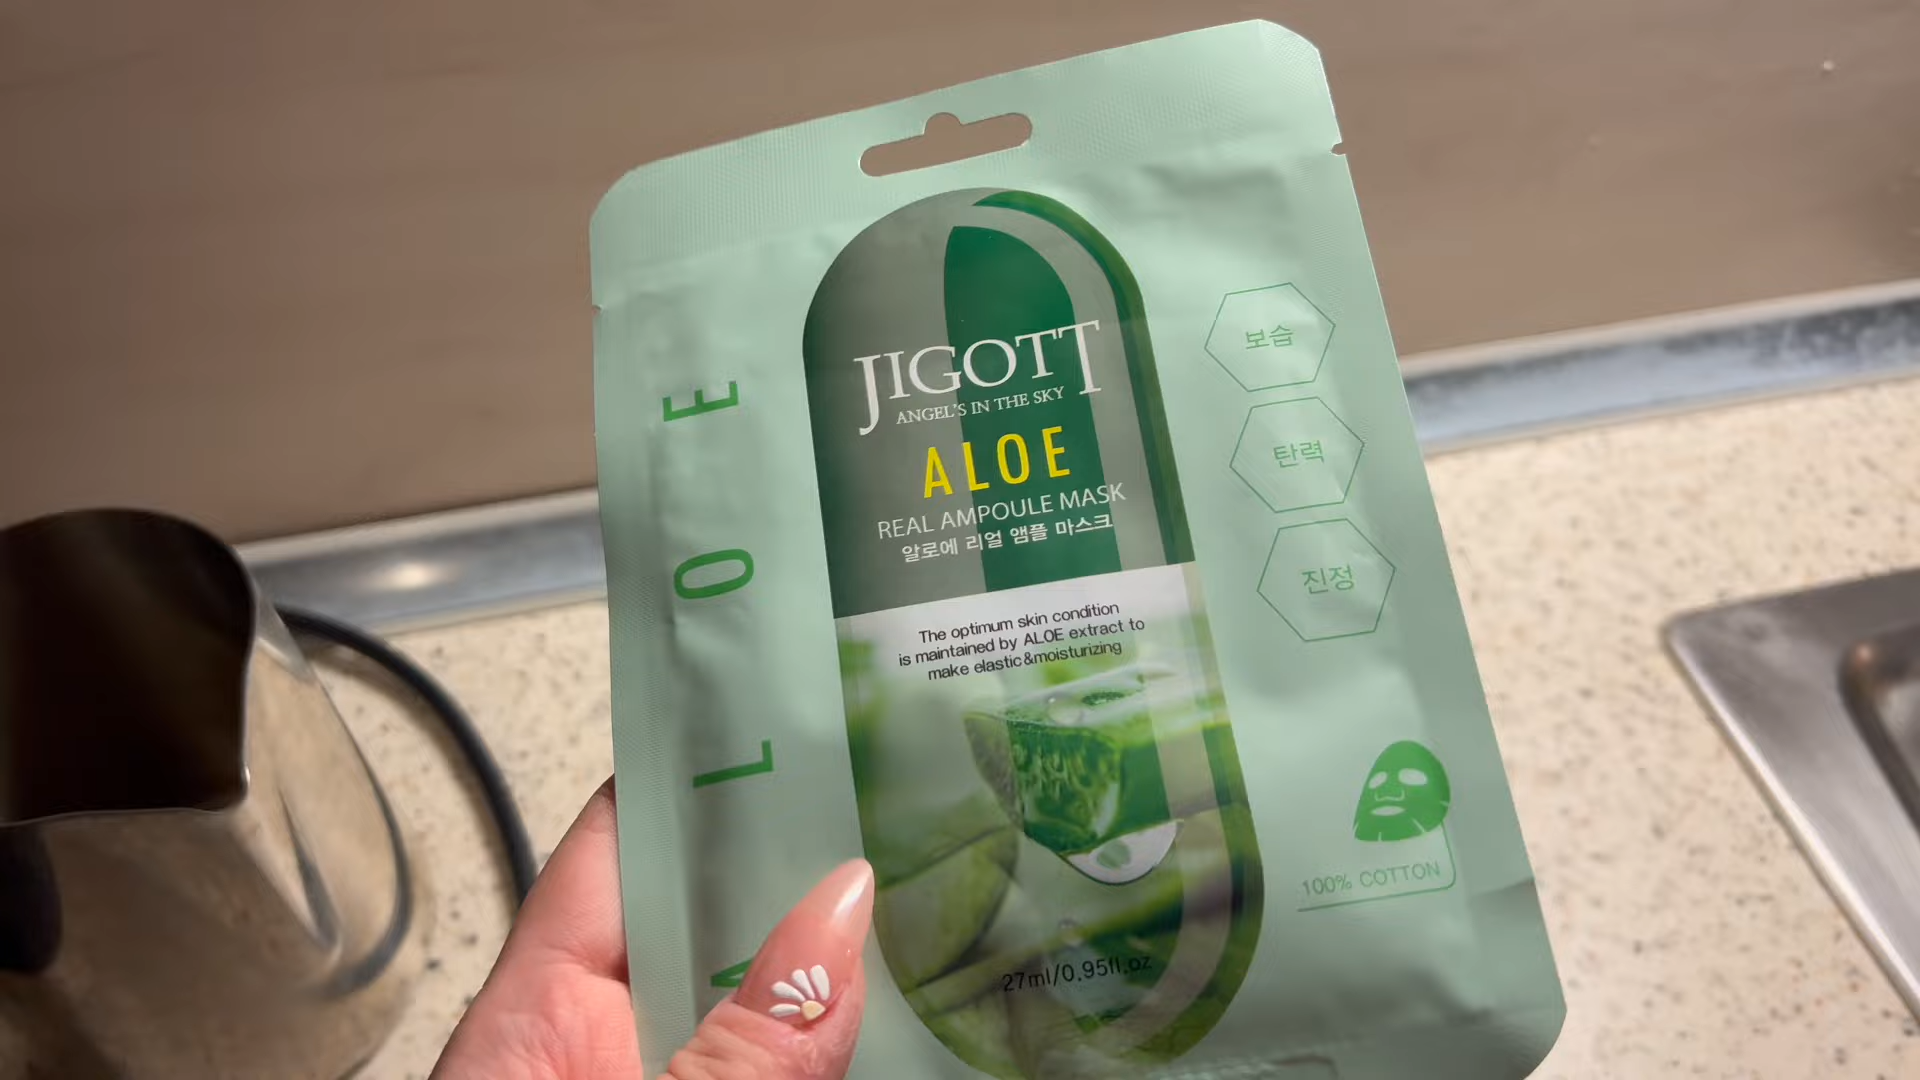 JIGOTT
ANGEL'S IN THE SKY
ALOE
REAL AMPOULE MASK
알로에 리얼 앰플 마스크
The optimum skin condition
is maintained by ALOE extract to
make elastic&moisturizing
27ml/0.95fl.oz
ALOE
보습
탄력
진정
100% COTTON